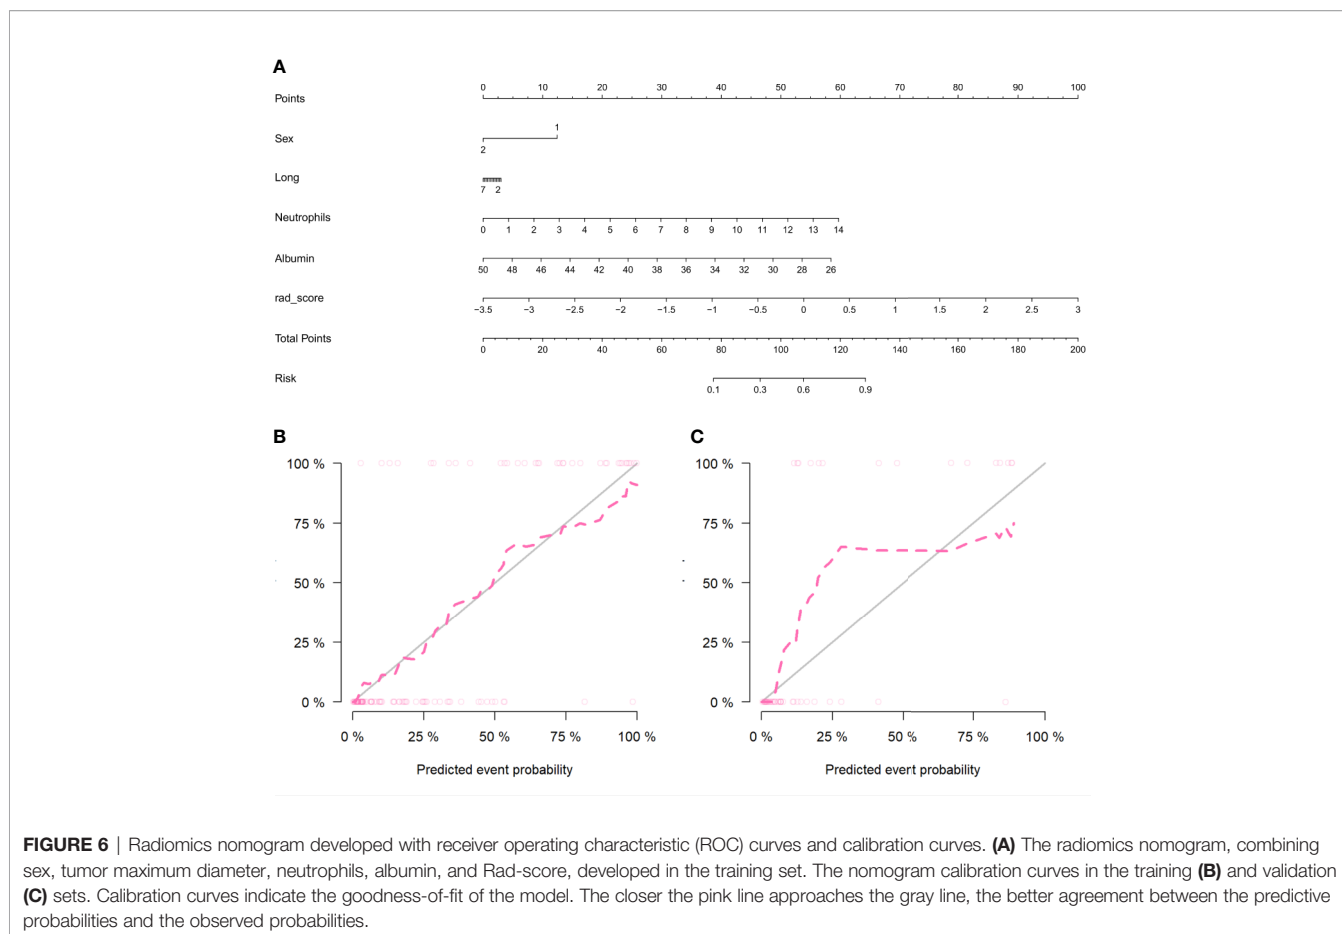 A
Points
0 10 20 30 40 50 60 70 80 90 100
Sex
1
2
Long
7 2
Neutrophils
0 1 2 3 4 5 6 7 8 9 10 11 12 13 14
Albumin
50 48 46 44 42 40 38 36 34 32 30 28 26
rad_score
−3.5 −3 −2.5 −2 −1.5 −1 −0.5 0 0.5 1 1.5 2 2.5 3
Total Points
0 20 40 60 80 100 120 140 160 180 200
Risk
0.1 0.3 0.6 0.9
B
100 %
75 %
50 %
25 %
0 %
0 % 25 % 50 % 75 % 100 %
Predicted event probability
C
100 %
75 %
50 %
25 %
0 %
0 % 25 % 50 % 75 % 100 %
Predicted evert probability
FIGURE 6 | Radiomics nomogram developed with receiver operating characteristic (ROC) curves and calibration curves. (A) The radiomics nomogram, combining
sex, tumor maximum diameter, neutrophils, albumin, and Rad-score, developed in the training set. The nomogram calibration curves in the training (B) and validation
(C) sets. Calibration curves indicate the goodness-of-fit of the model. The closer the pink line approaches the gray line, the better agreement between the predictive
probabilities and the observed probabilities.